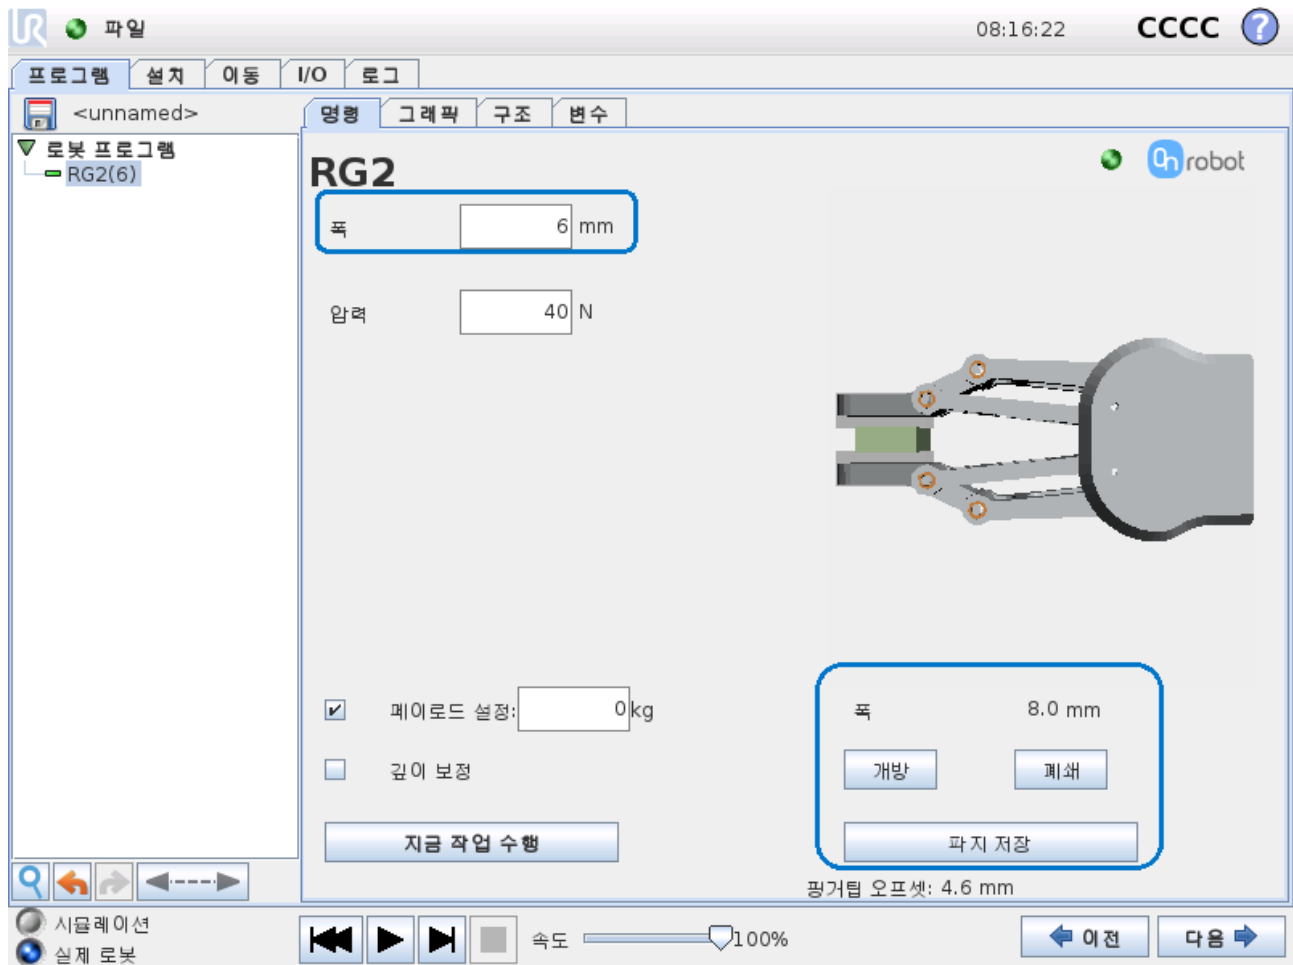 UR 파일 08:16:22 CCCC ?
프로그램 설치 이동 I/O 로그
<unnamed> 명령 그래픽 구조 변수
로봇 프로그램
RG2(6)
RG2
On robot
폭 6 mm
압력 40 N
페이로드 설정: 0 kg
깊이 보정
지금 작업 수행
폭 8.0 mm
개방 폐쇄
파지 저장
핑거팁 오프셋: 4.6 mm
시뮬레이션
실제 로봇
속도 100%
이전 다음